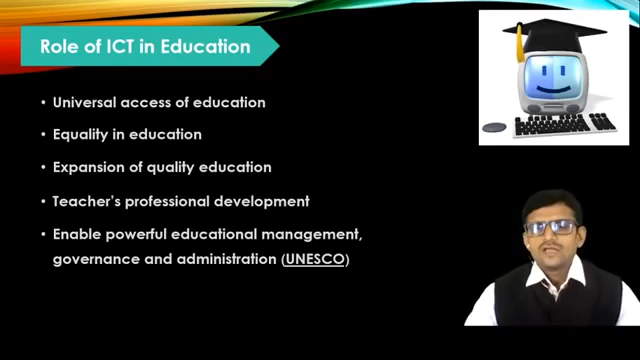 Role of ICT in Education
• Universal access of education
• Equality in education
• Expansion of quality education
• Teacher's professional development
• Enable powerful educational management,
governance and administration (UNESCO)